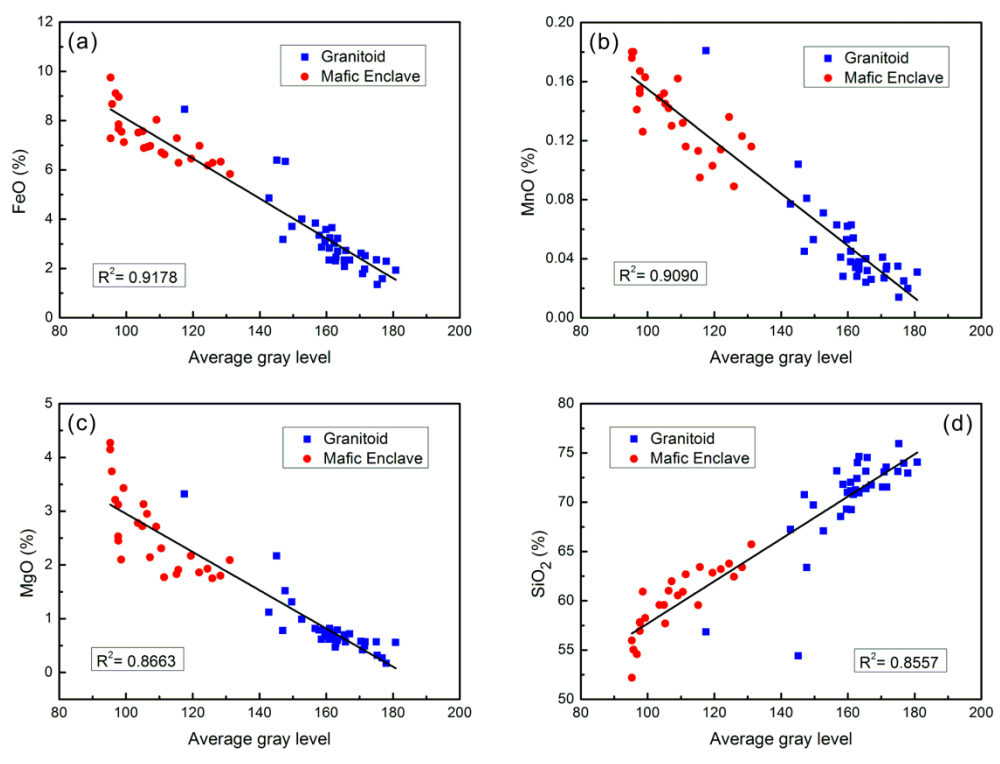 (a)
Granitoid
Mafic Enclave
R²= 0.9178
FeO (%)
12
10
8
6
4
2
0
80 100 120 140 160 180 200
Average gray level
(b)
Granitoid
Mafic Enclave
R²= 0.9090
MnO (%)
0.20
0.16
0.12
0.08
0.04
0.00
80 100 120 140 160 180 200
Average gray level
(c)
Granitoid
Mafic Enclave
R²= 0.8663
MgO (%)
5
4
3
2
1
0
80 100 120 140 160 180 200
Average gray level
(d)
Granitoid
Mafic Enclave
R²= 0.8557
SiO₂ (%)
80
75
70
65
60
55
50
80 100 120 140 160 180 200
Average gray level